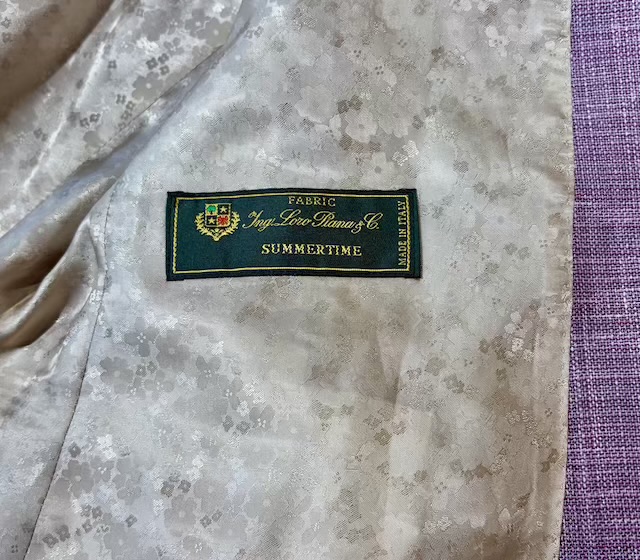 FABRIC
Ing. Loro Piana & C.
SUMMERTIME
MADE IN ITALY